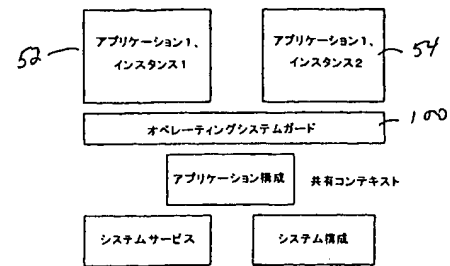 アプリケーション1、
インスタンス1
アプリケーション1、
インスタンス2
52
54
100
オペレーティングシステムガード
アプリケーション構成
共有コンテキスト
システムサービス
システム構成